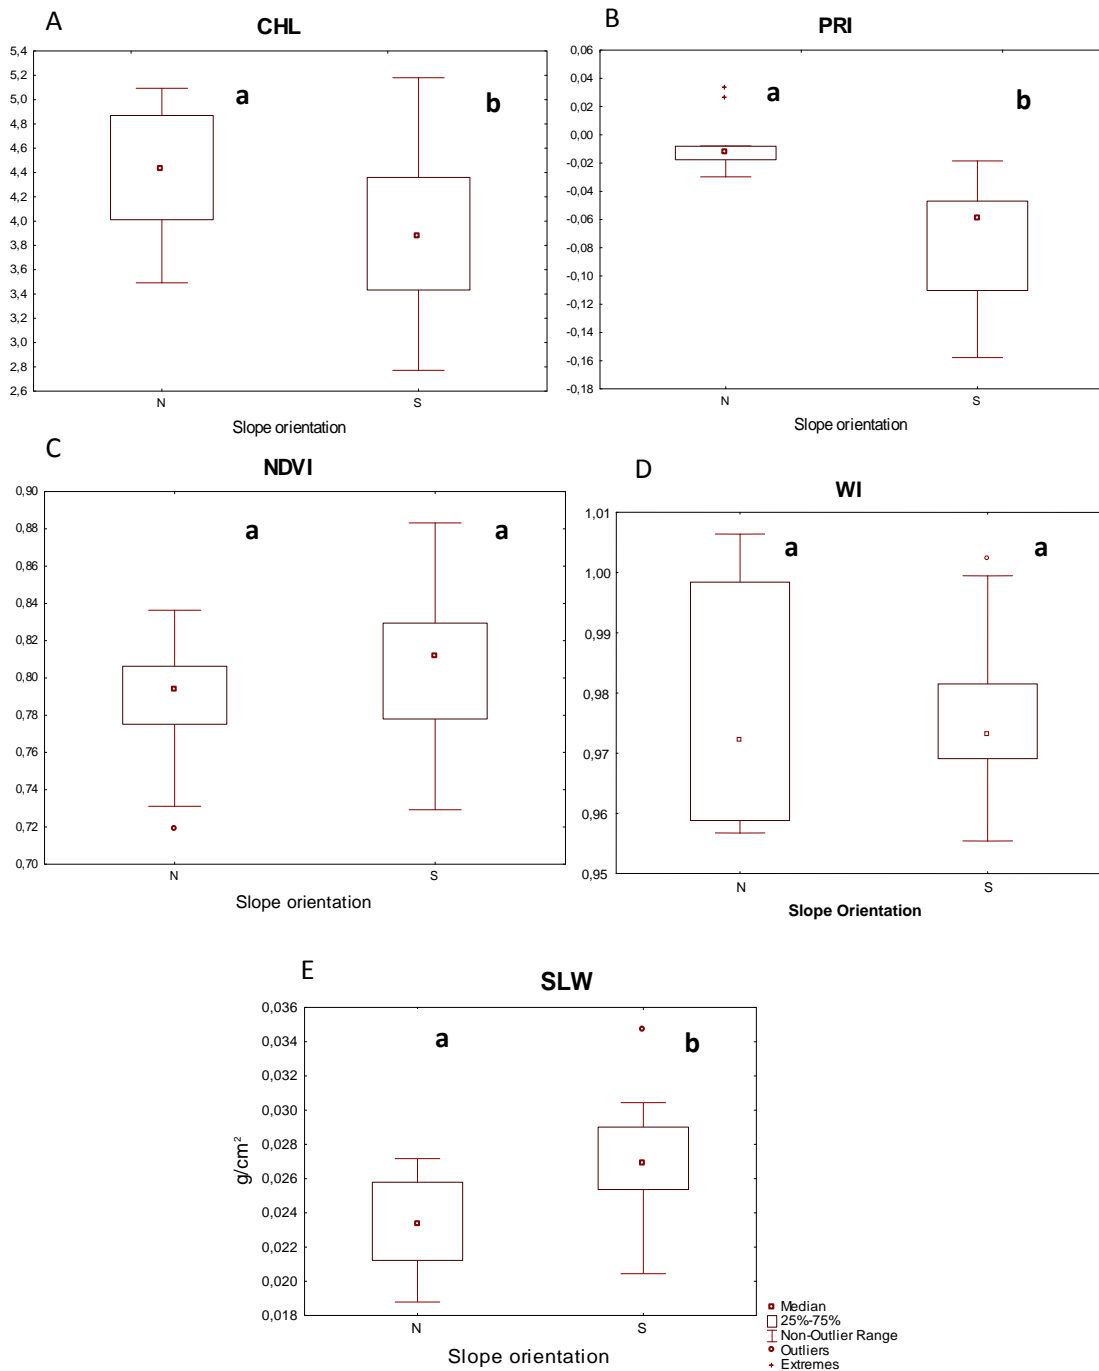 A
CHL
5,4
5,2
5,0
4,8
4,6
4,4
4,2
4,0
3,8
3,6
3,4
3,2
3,0
2,8
2,6
a
b
N
S
Slope orientation
B
PRI
0,06
0,04
0,02
0,00
-0,02
-0,04
-0,06
-0,08
-0,10
-0,12
-0,14
-0,16
-0,18
a
b
N
S
Slope orientation
C
NDVI
0,90
0,88
0,86
0,84
0,82
0,80
0,78
0,76
0,74
0,72
0,70
a
a
N
S
Slope orientation
D
WI
1,01
1,00
0,99
0,98
0,97
0,96
0,95
a
a
N
S
Slope Orientation
E
SLW
g/cm²
0,036
0,034
0,032
0,030
0,028
0,026
0,024
0,022
0,020
0,018
a
b
N
S
Slope orientation
Median
25%-75%
Non-Outlier Range
Outliers
Extremes